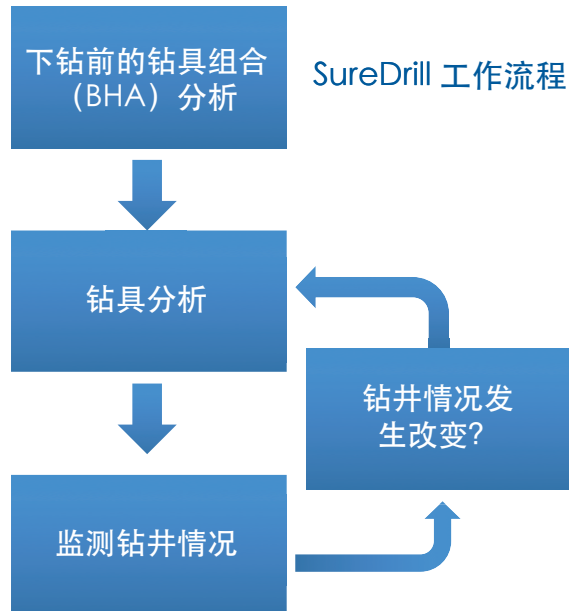 下钻前的钻具组合
（BHA）分析
SureDrill 工作流程
钻具分析
钻井情况发
生改变？
监测钻井情况